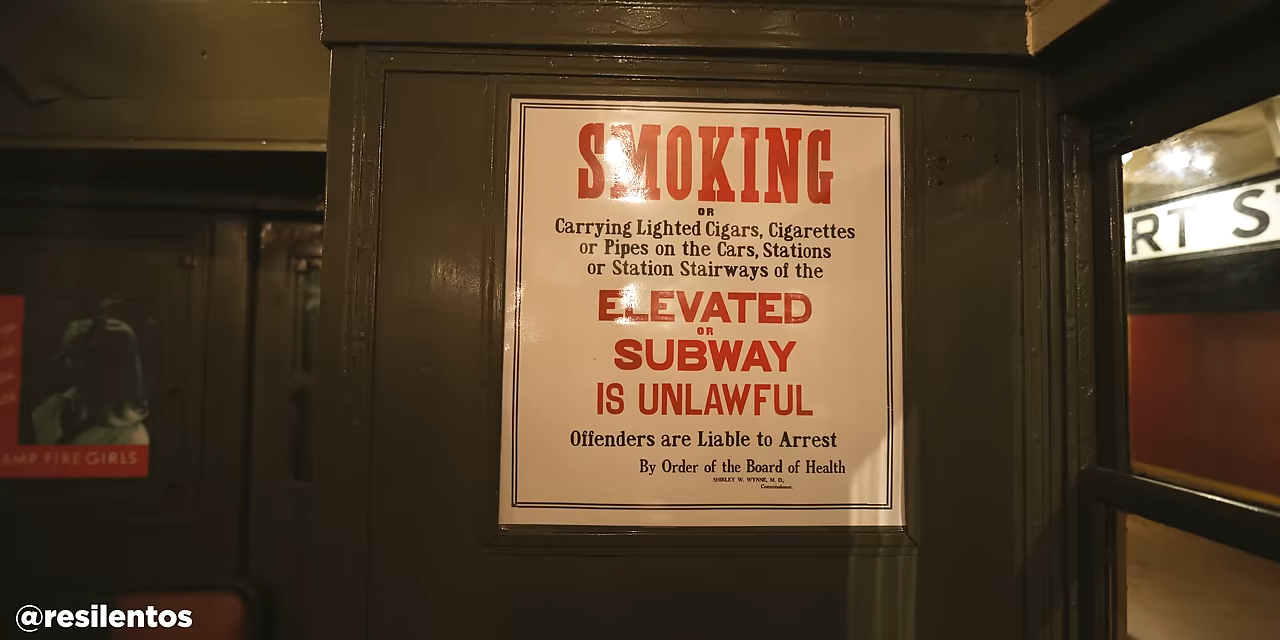 SMOKING
OR
Carrying Lighted Cigars, Cigarettes
or Pipes on the Cars, Stations
or Station Stairways of the
ELEVATED
OR
SUBWAY
IS UNLAWFUL
Offenders are Liable to Arrest
By Order of the Board of Health
SHIRLEY W. WYNNE, M. D.,
Commissioner.
RT S
AMP FIRE GIRLS
@resilentos